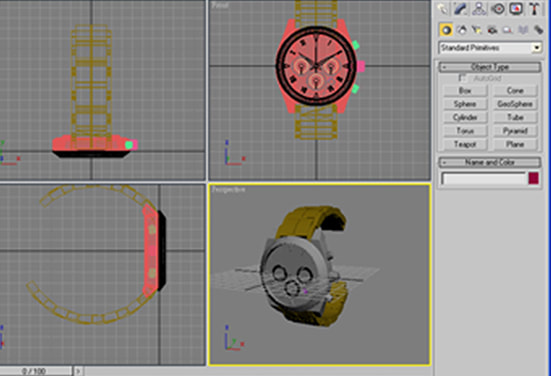 Front
Standard Primitives
Object Type
AutoGrid
Box
Cone
Sphere
GeoSphere
Cylinder
Tube
Torus
Pyramid
Teapot
Plane
Name and Color
Perspective
0 / 100